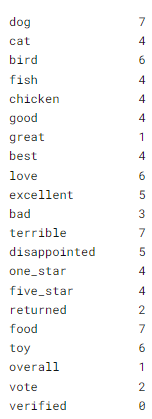 dog 7
cat 4
bird 6
fish 4
chicken 4
good 4
great 1
best 4
love 6
excellent 5
bad 3
terrible 7
disappointed 5
one_star 4
five_star 4
returned 2
food 7
toy 6
overall 1
vote 2
verified 0